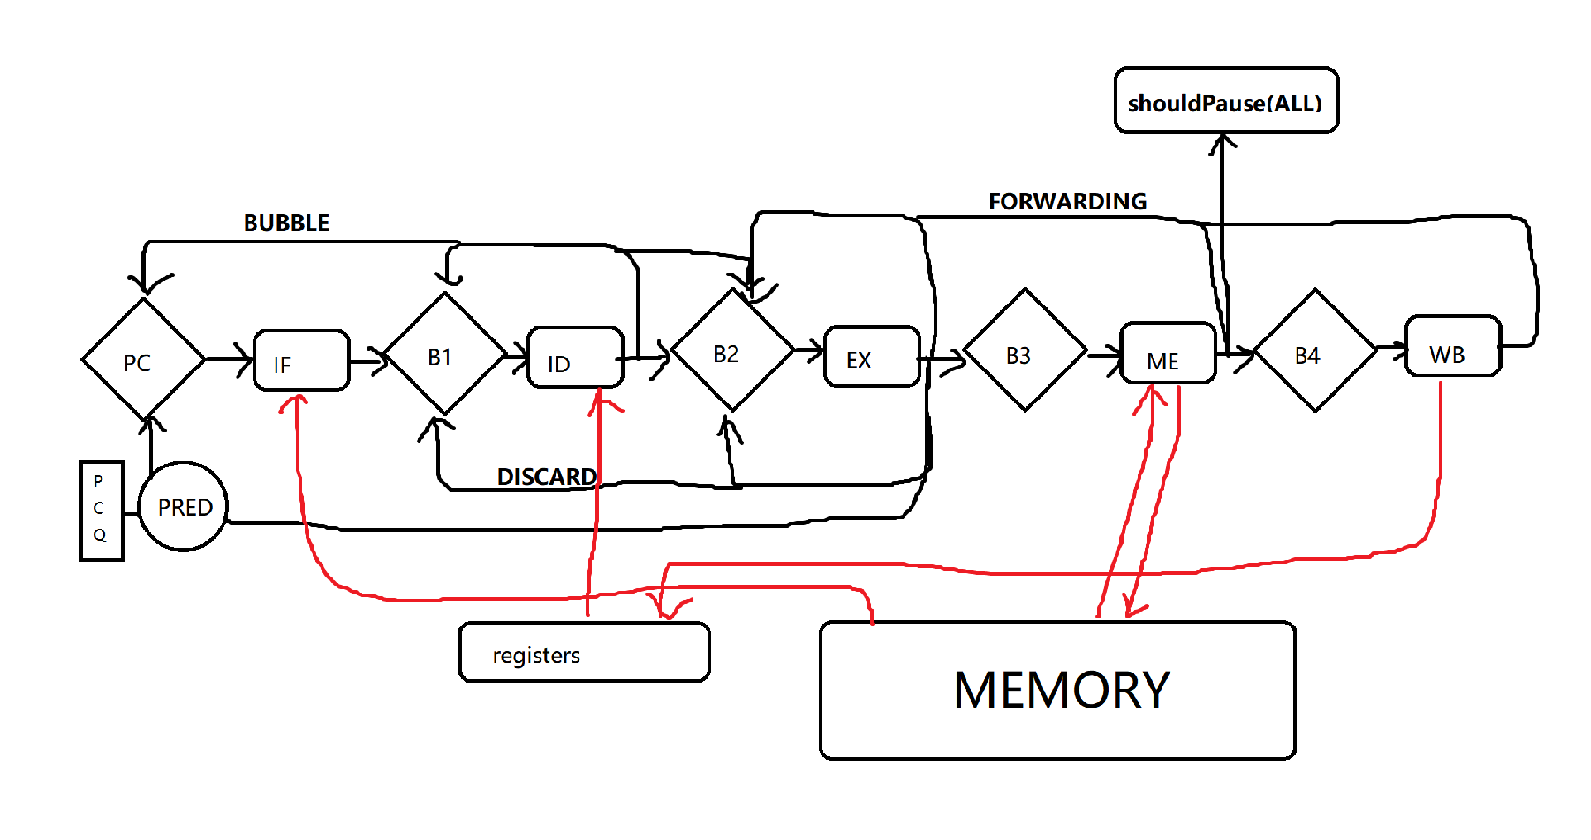 shouldPause(ALL)
FORWARDING
BUBBLE
PC
IF
B1
ID
B2
EX
B3
ME
B4
WB
DISCARD
P
C
Q
PRED
registers
MEMORY